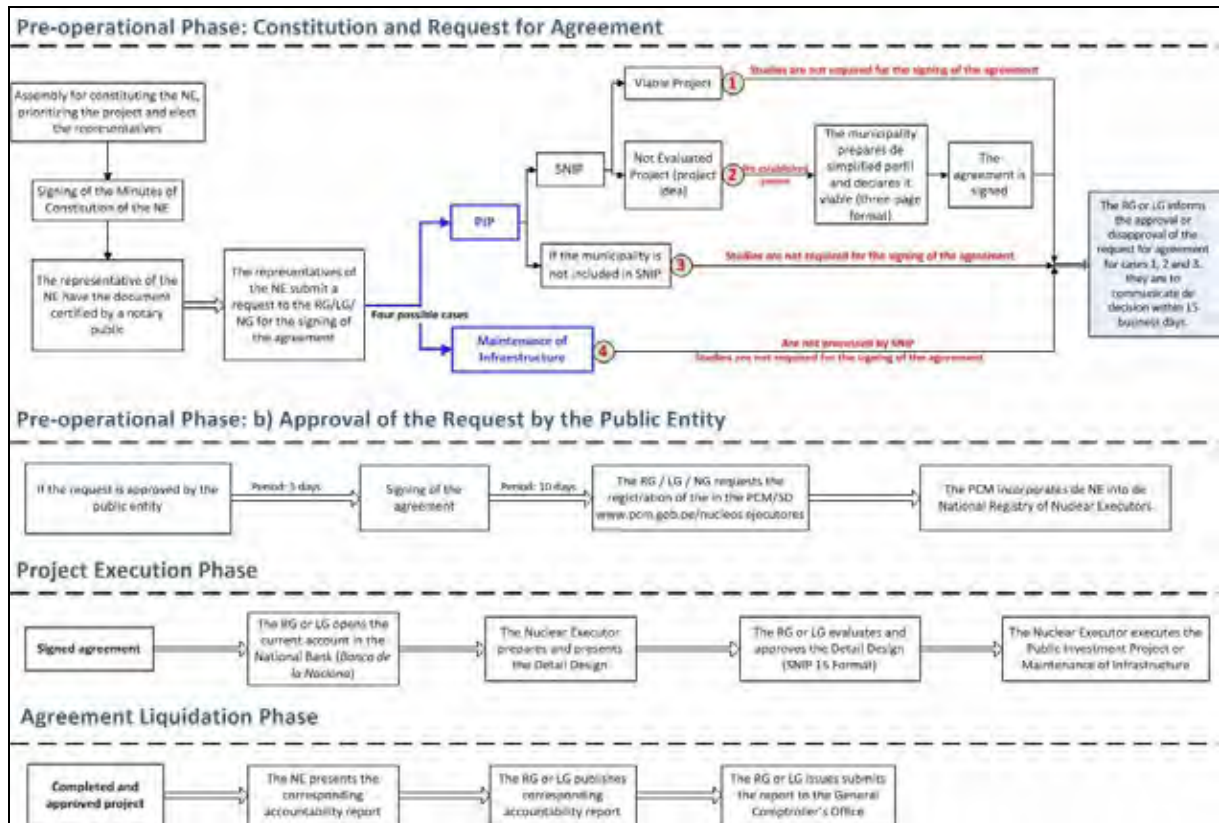 Pre-operational Phase: Constitution and Request for Agreement
Assembly for constituting the NE,
prioritizing the project and elect
the representatives
Signing of the Minutes of
Constitution of the NE
The representative of the
NE have the document
certified by a notary
public
The representatives of
the NE submit a
request to the RG/LG/
NG for the signing of
the agreement
Four possible cases
PIP
SNIP
Viable Project
1
Studies are not required for the signing of the agreement
Not Evaluated
Project (project
idea)
2
The municipality
prepares de
simplified perfil
and declares it
viable (three-page
format)
The
agreement is
signed
If the municipality is
not included in SNIP
3
Studies are not required for the signing of the agreement
Maintenance of
Infraestructure
4
Are not processed by SNIP
Studies are not required for the signing of the agreement
The RG or LG informs
the approval or
disapproval of the
request for agreement
for cases 1, 2 and 3.
they are to
communicate de
decision within 15
business days.
Pre-operational Phase: b) Approval of the Request by the Public Entity
If the request is approved by the
public entity
Period: days
Signing of the
agreement
Period: 10 days
The RG / LG / NG requests the
registration of the in the PCM/SD
www.pcm.gob.pe/nucleos ejecutores
The PCM incorporates de NE into de
National Registry of Nuclear Executors
Project Execution Phase
Signed agreement
The RG or LG opens the
current account in the
National Bank (Banco de
la Naciona)
The Nuclear Executor
prepares and presents
the Detail Design
The RG or LG evaluates and
approves the Detail Design
(SNIP 15 Format)
The Nuclear Executor executes the
Public Investment Project or
Maintenance of Infrastructure
Agreement Liquidation Phase
Completed and
approved project
The NE presents the
corresponding
accountability report
The RG or LG publishes
corresponding
accountability report
The RG or LG issues submits
the report to the General
Comptroller's Office